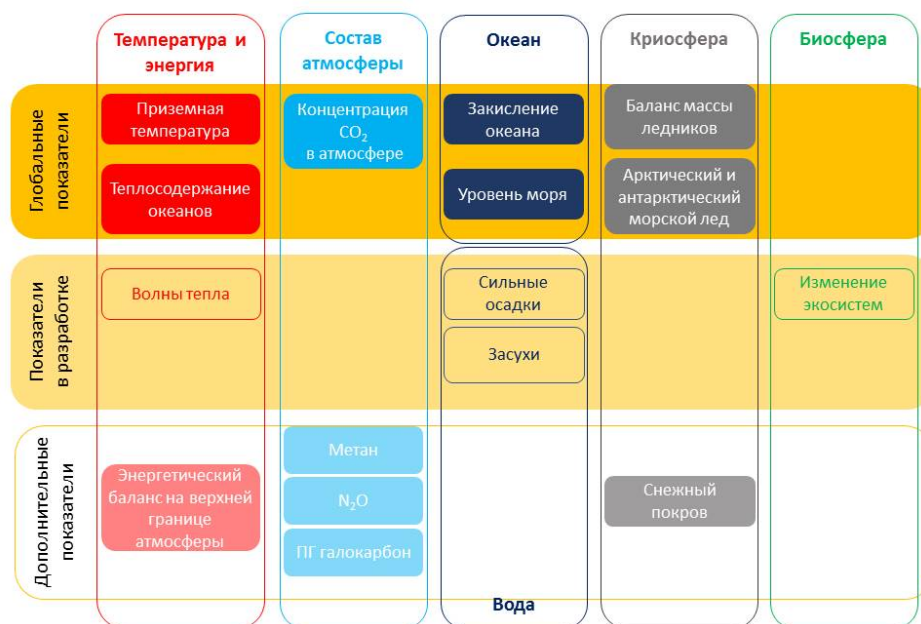 Температура и
энергия
Состав
атмосферы
Океан
Криосфера
Биосфера
Глобальные
показатели
Приземная
температура
Теплосодержание
океанов
Концентрация
CO₂
в атмосфере
Закисление
океана
Уровень моря
Баланс массы
ледников
Арктический и
антарктический
морской лед
Показатели
в разработке
Волны тепла
Сильные
осадки
Засухи
Изменение
экосистем
Дополнительные
показатели
Энергетический
баланс на верхней
границе
атмосферы
Метан
N₂O
ПГ галокарбон
Снежный
покров
Вода